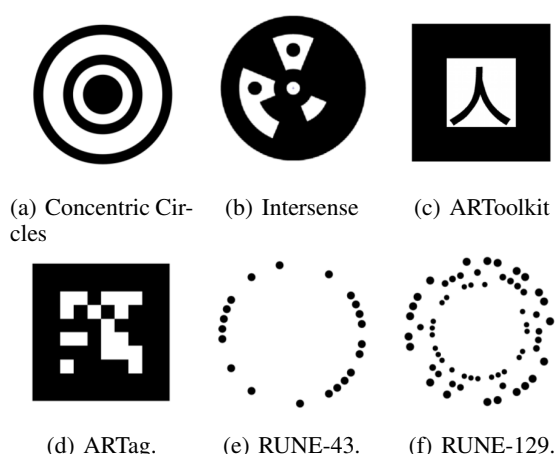 人
(a) Concentric Cir-
cles
(b) Intersense
(c) ARToolkit
(d) ARTag.
(e) RUNE-43.
(f) RUNE-129.